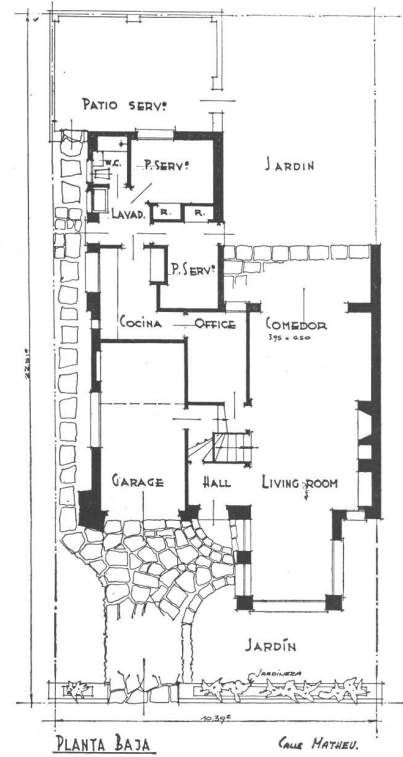 PATIO SERVº
W.C.
P. SERVº
JARDIN
LAVAD.
R. R.
P. SERVº
COCINA OFFICE COMEDOR
GARAGE HALL LIVING ROOM
JARDÍN
JARDINERA
PLANTA BAJA CALLE MATHEU.